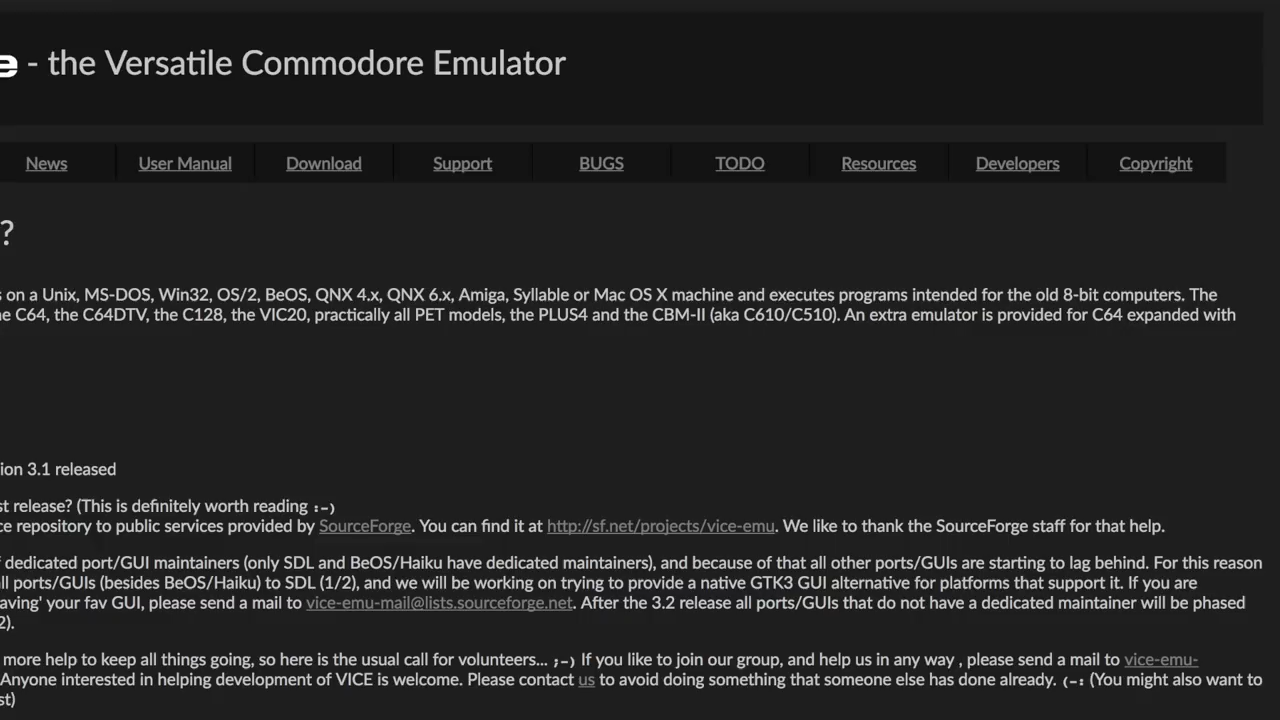 e - the Versatile Commodore Emulator
News User Manual Download Support BUGS TODO Resources Developers Copyright
?
s on a Unix, MS-DOS, Win32, OS/2, BeOS, QNX 4.x, QNX 6.x, Amiga, Syllable or Mac OS X machine and executes programs intended for the old 8-bit computers. The
e C64, the C64DTV, the C128, the VIC20, practically all PET models, the PLUS4 and the CBM-II (aka C610/C510). An extra emulator is provided for C64 expanded with
ion 3.1 released
st release? (This is definitely worth reading :-)
ce repository to public services provided by SourceForge. You can find it at http://sf.net/projects/vice-emu. We like to thank the SourceForge staff for that help.
f dedicated port/GUI maintainers (only SDL and BeOS/Haiku have dedicated maintainers), and because of that all other ports/GUIs are starting to lag behind. For this reason
all ports/GUIs (besides BeOS/Haiku) to SDL (1/2), and we will be working on trying to provide a native GTK3 GUI alternative for platforms that support it. If you are
aving' your fav GUI, please send a mail to vice-emu-mail@lists.sourceforge.net. After the 3.2 release all ports/GUIs that do not have a dedicated maintainer will be phased
2).
more help to keep all things going, so here is the usual call for volunteers... ;-) If you like to join our group, and help us in any way , please send a mail to vice-emu-
Anyone interested in helping development of VICE is welcome. Please contact us to avoid doing something that someone else has done already. (-: (You might also want to
st)